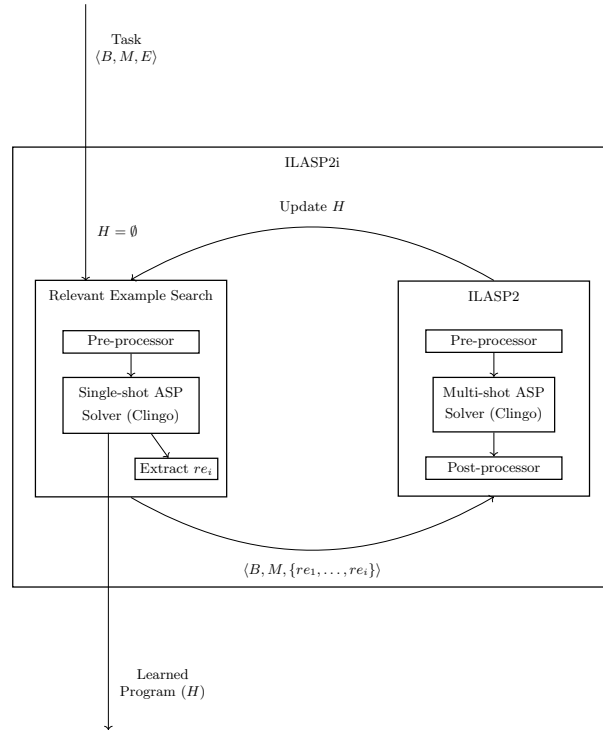 Task
⟨B, M, E⟩
ILASP2i
Update H
H = ∅
Relevant Example Search
Pre-processor
Single-shot ASP
Solver (Clingo)
Extract re_i
ILASP2
Pre-processor
Multi-shot ASP
Solver (Clingo)
Post-processor
⟨B, M, {re_1, . . . , re_i}⟩
Learned
Program (H)